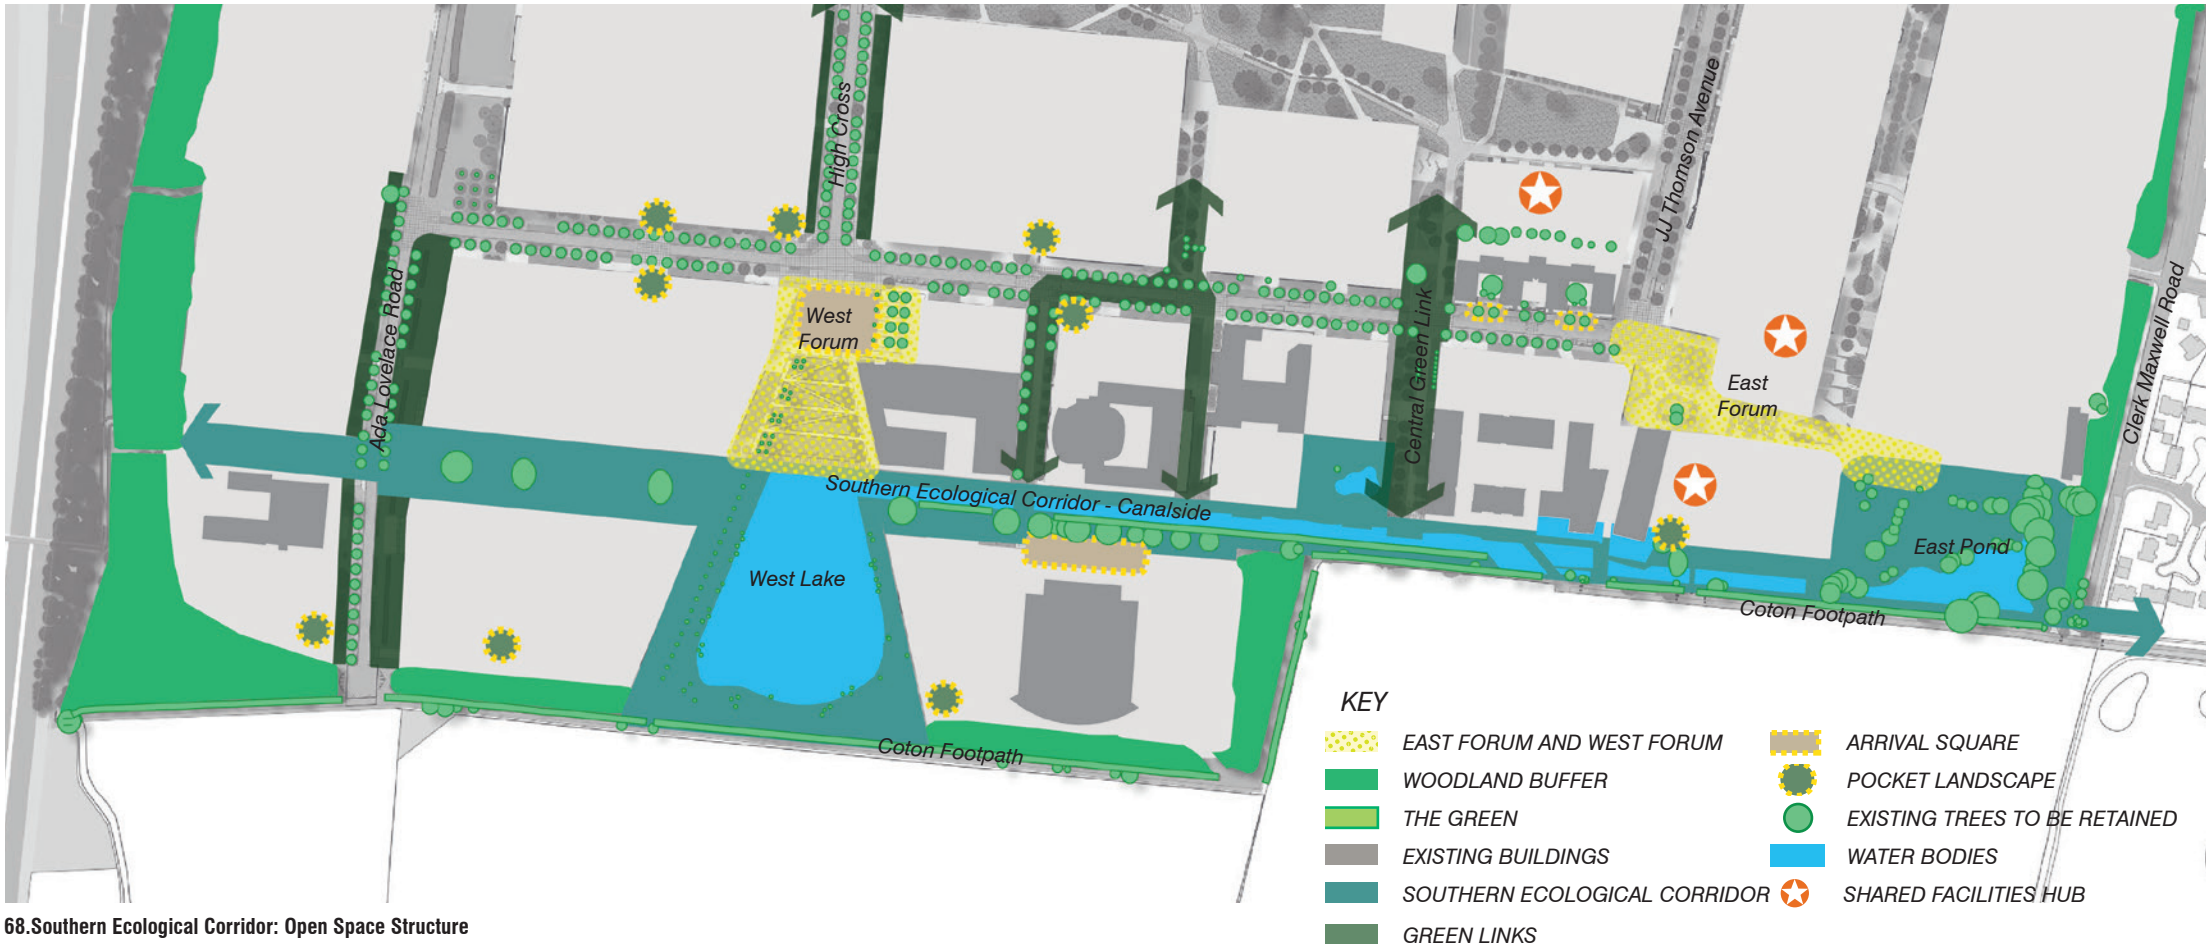 High Cross
JJ Thomson Avenue
Ada Lovelace Road
West
Forum
Central Green Link
East
Forum
Clerk Maxwell Road
Southern Ecological Corridor - Canalside
West Lake
East Pond
Coton Footpath
Coton Footpath
KEY
EAST FORUM AND WEST FORUM
WOODLAND BUFFER
THE GREEN
EXISTING BUILDINGS
SOUTHERN ECOLOGICAL CORRIDOR
GREEN LINKS
ARRIVAL SQUARE
POCKET LANDSCAPE
EXISTING TREES TO BE RETAINED
WATER BODIES
SHARED FACILITIES HUB
68.Southern Ecological Corridor: Open Space Structure